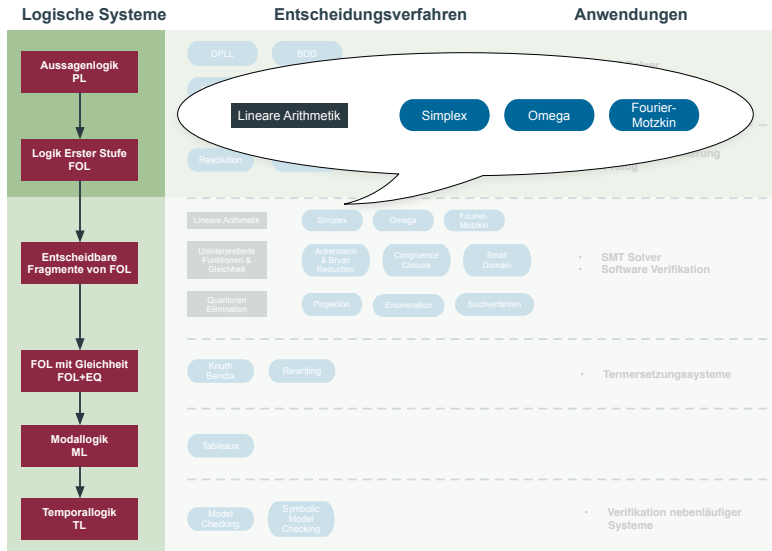 Logische Systeme
Entscheidungsverfahren
Anwendungen
Aussagenlogik
PL
DPLL
BDD
Lineare Arithmetik
Simplex
Omega
Fourier-
Motzkin
Logik Erster Stufe
FOL
Resolution
Entscheidbare
Fragmente von FOL
Lineare Arithmetik
Simplex
Omega
Fourier-
Motzkin
Uninterpretierte
Funktionen &
Gleichheit
Ackermann
& Bryan
Reduction
Congruence
Closure
Small
Domain
• SMT Solver
• Software Verifikation
Quantoren
Elimination
Projektion
Enumeration
Suchverfahren
FOL mit Gleichheit
FOL+EQ
Knuth
Bendix
Rewriting
• Termersetzungssysteme
Modallogik
ML
Tableaux
Temporallogik
TL
Model
Checking
Symbolic
Model
Checking
• Verifikation nebenläufiger
Systeme